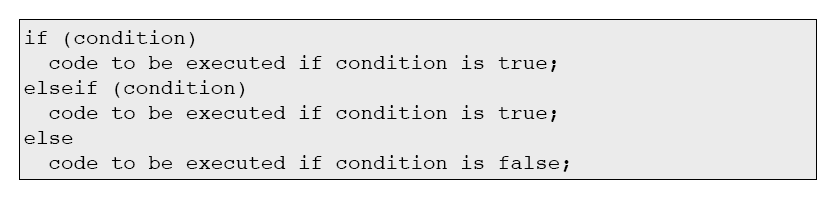 if (condition)
  code to be executed if condition is true;
elseif (condition)
  code to be executed if condition is true;
else
  code to be executed if condition is false;